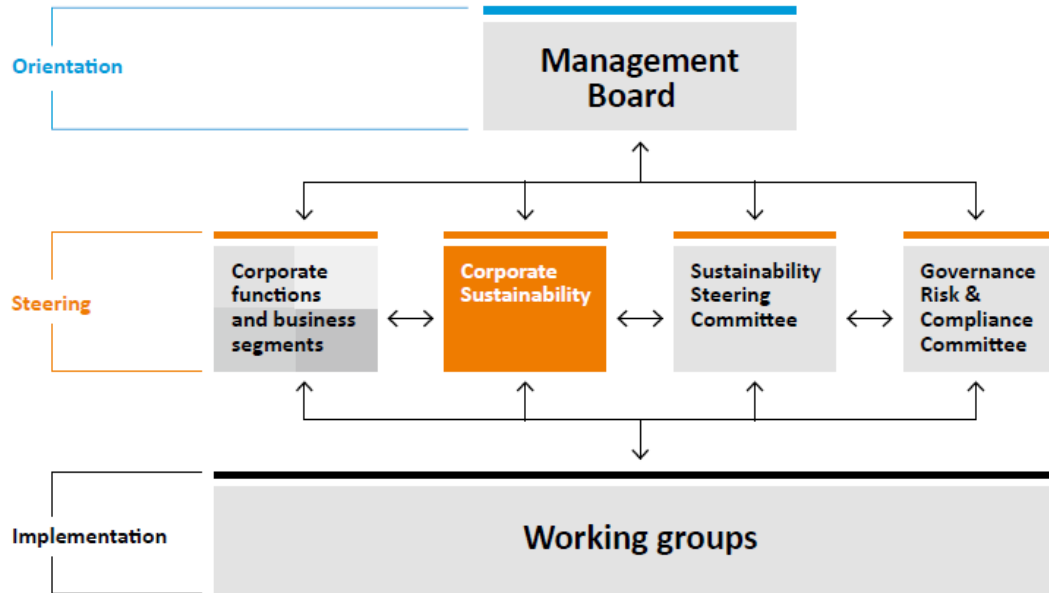 Orientation
Management
Board
Steering
Corporate
functions
and business
segments
Corporate
Sustainability
Sustainability
Steering
Committee
Governance
Risk &
Compliance
Committee
Implementation
Working groups